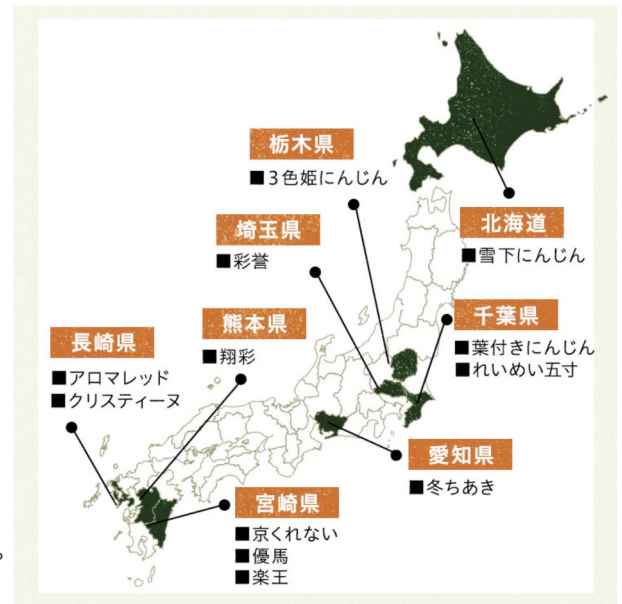 栃木県
■３色姫にんじん
埼玉県
■彩誉
北海道
■雪下にんじん
熊本県
■翔彩
千葉県
■葉付きにんじん
■れいめい五寸
長崎県
■アロマレッド
■クリスティーヌ
愛知県
■冬ちあき
宮崎県
■京くれない
■優馬
■楽王
。